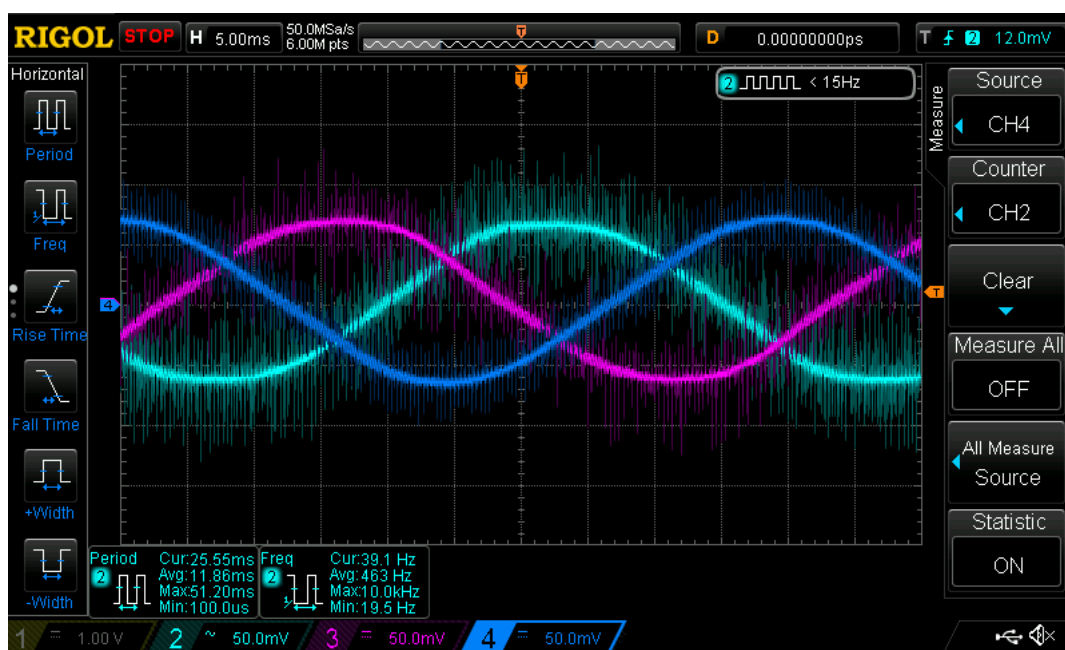 RIGOL STOP H 5.00ms 50.0MSa/s 6.00M pts T D 0.00000000ps T 2 12.0mV
Horizontal
Period
Freq
Rise Time
Fall Time
+Width
-Width
T
2 < 15Hz
4
T
Measure
Source
CH4
Counter
CH2
Clear
Measure All
OFF
All Measure
Source
Statistic
ON
Period Cur:25.55ms
2 Avg:11.86ms
Max:51.20ms
Min:100.0us
Freq Cur:39.1 Hz
2 Avg:463 Hz
Max:10.0kHz
Min:19.5 Hz
1 = 1.00 V 2 ~ 50.0mV 3 = 50.0mV 4 = 50.0mV